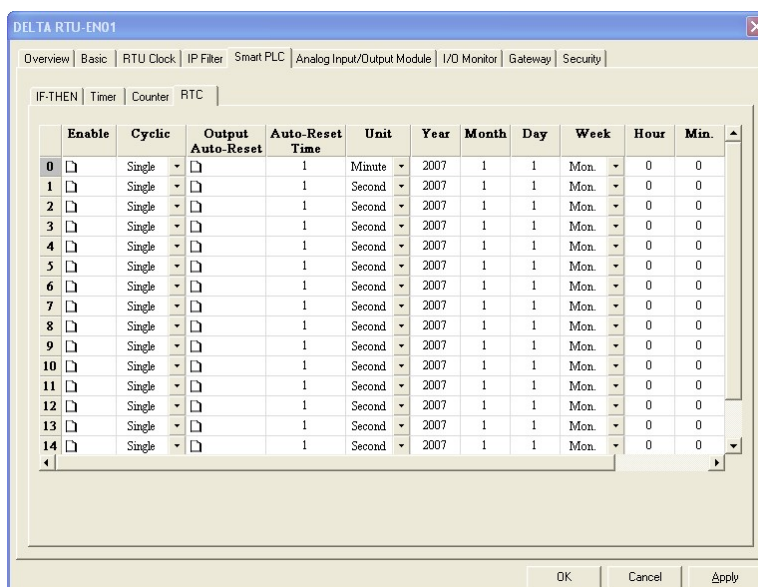 DELTA RTU-EN01
Overview Basic RTU Clock IP Filter Smart PLC Analog Input/Output Module I/O Monitor Gateway Security
IF-THEN Timer Counter RTC
Enable Cyclic Output Auto-Reset Auto-Reset Time Unit Year Month Day Week Hour Min.
0 Single 1 Minute 2007 1 1 Mon. 0 0
1 Single 1 Second 2007 1 1 Mon. 0 0
2 Single 1 Second 2007 1 1 Mon. 0 0
3 Single 1 Second 2007 1 1 Mon. 0 0
4 Single 1 Second 2007 1 1 Mon. 0 0
5 Single 1 Second 2007 1 1 Mon. 0 0
6 Single 1 Second 2007 1 1 Mon. 0 0
7 Single 1 Second 2007 1 1 Mon. 0 0
8 Single 1 Second 2007 1 1 Mon. 0 0
9 Single 1 Second 2007 1 1 Mon. 0 0
10 Single 1 Second 2007 1 1 Mon. 0 0
11 Single 1 Second 2007 1 1 Mon. 0 0
12 Single 1 Second 2007 1 1 Mon. 0 0
13 Single 1 Second 2007 1 1 Mon. 0 0
14 Single 1 Second 2007 1 1 Mon. 0 0
OK Cancel Apply